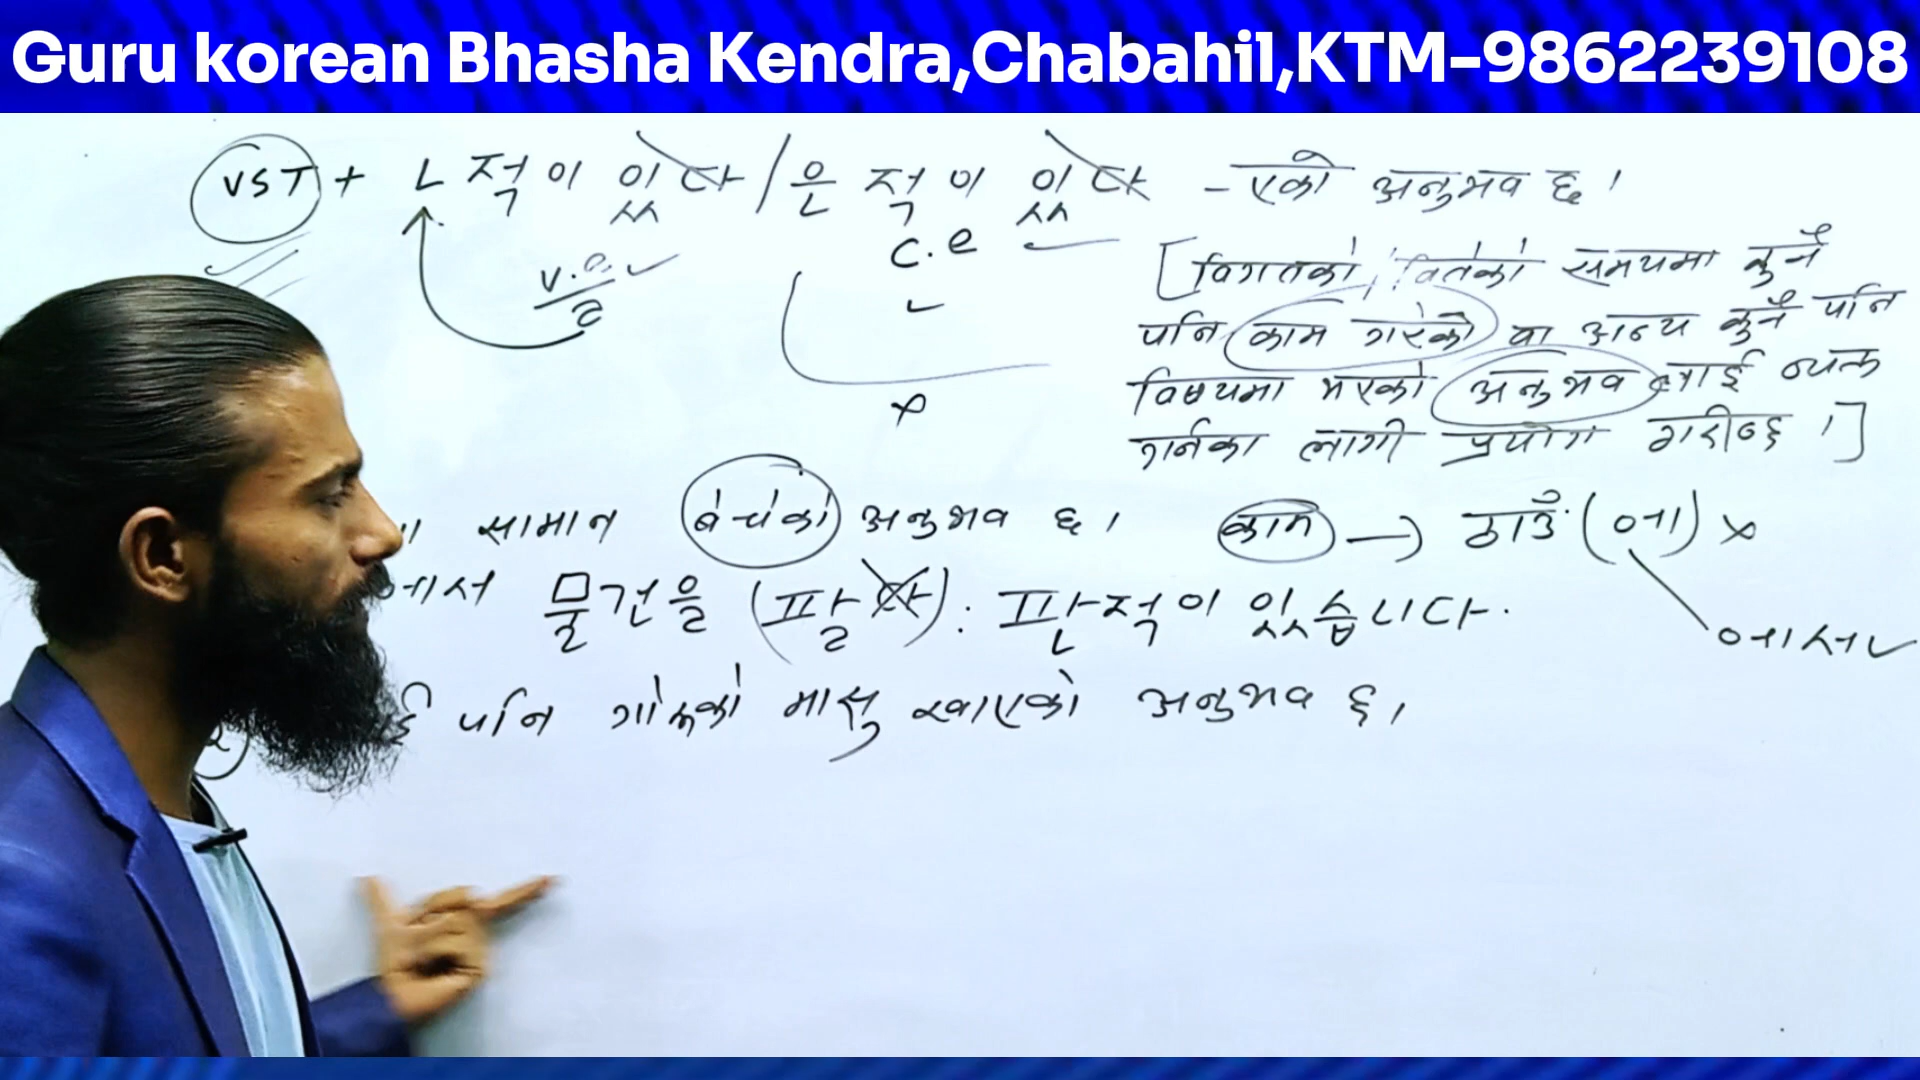 Guru korean Bhasha Kendra,Chabahil,KTM-9862239108
VST + ㄴ 적이 있다 / 은 적이 있다 - एको अनुभव छ।
v.e ✓
ㄹ
c.e
✓
x
[विगतको / वितेको समयमा कुनै
पनि काम गरेको वा अन्य कुनै पनि
विषयमा भएको अनुभव लाई व्यक्त
गर्नका लागी प्रयोग गरीन्छ।]
सामान बेचेको अनुभव छ। काम → ठाउँ (에) x
에서 물건을 (팔다): 판 적이 있습니다.
에서 ✓
पनि गोरुको मासु खाएको अनुभव छ।